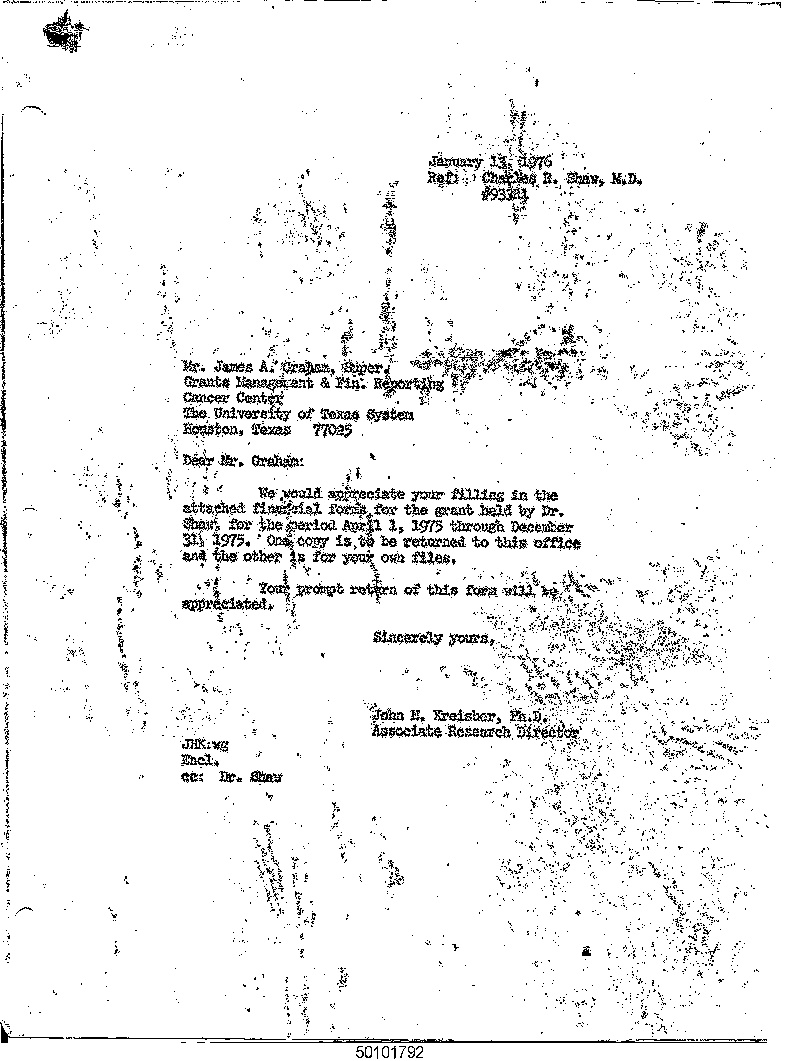 January 13, 1976
Ref: Charles R. Shaw, M.D.
Mr. James A. Graham, Super.
Grants Management & Fin. Reporting
Cancer Center
The University of Texas System
Houston, Texas 77025
Dear Mr. Graham:
We would appreciate your filling in the
attached financial forms for the grant held by Dr.
Shaw, for the period April 1, 1975 through December
31, 1975. One copy is to be returned to this office
and the other is for your own files.
Your prompt return of this form will be
appreciated.
Sincerely yours,
John H. Kreisher, Ph.D.
Associate Research Director
JHK:wg
Encl.
cc: Dr. Shaw
50101792